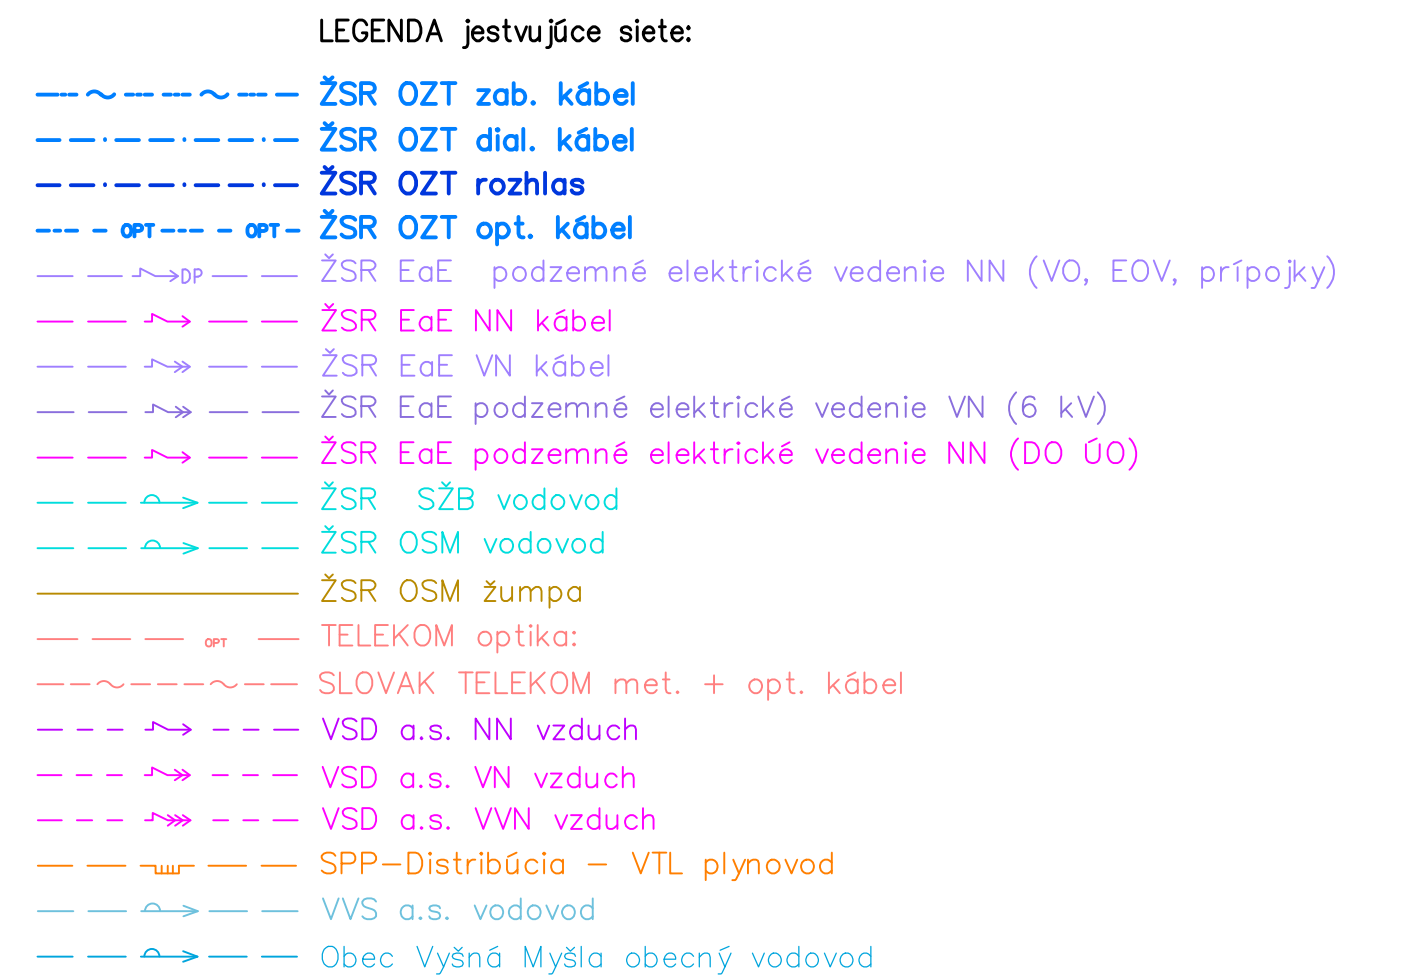 LEGENDA jestvujúce siete:
ŽSR OZT zab. kábel
ŽSR OZT dial. kábel
ŽSR OZT rozhlas
OPT OPT ŽSR OZT opt. kábel
DP ŽSR EaE podzemné elektrické vedenie NN (VO, EOV, prípojky)
ŽSR EaE NN kábel
ŽSR EaE VN kábel
ŽSR EaE podzemné elektrické vedenie VN (6 kV)
ŽSR EaE podzemné elektrické vedenie NN (DO ÚO)
ŽSR SŽB vodovod
ŽSR OSM vodovod
ŽSR OSM žumpa
OPT TELEKOM optika:
SLOVAK TELEKOM met. + opt. kábel
VSD a.s. NN vzduch
VSD a.s. VN vzduch
VSD a.s. VVN vzduch
SPP-Distribúcia - VTL plynovod
VVS a.s. vodovod
Obec Vyšná Myšla obecný vodovod